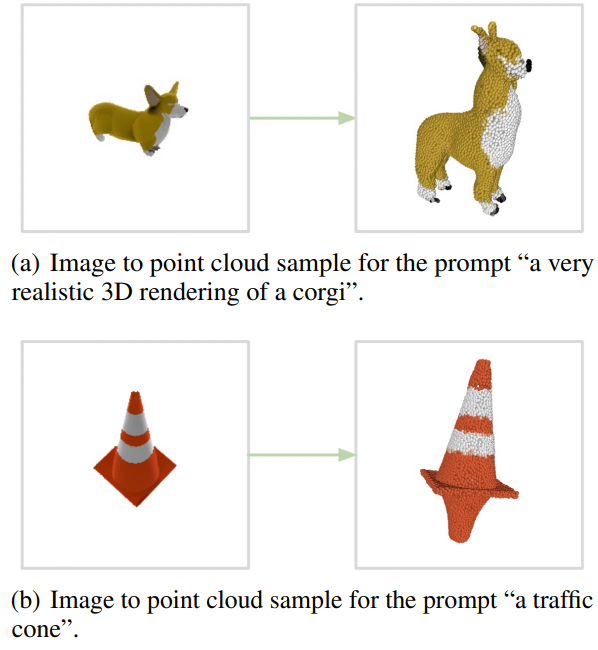 (a) Image to point cloud sample for the prompt “a very
realistic 3D rendering of a corgi”.
(b) Image to point cloud sample for the prompt “a traffic
cone”.